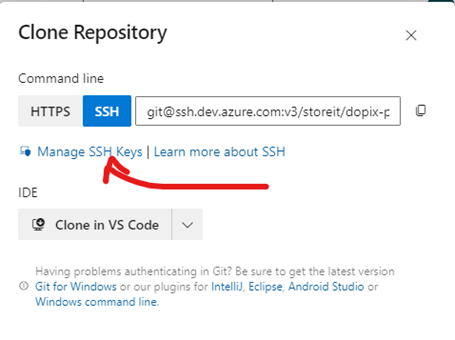 Clone Repository
Command line
HTTPS SSH git@ssh.dev.azure.com:v3/storeit/dopix-p
Manage SSH Keys | Learn more about SSH
IDE
Clone in VS Code
Having problems authenticating in Git? Be sure to get the latest version
Git for Windows or our plugins for IntelliJ, Eclipse, Android Studio or
Windows command line.